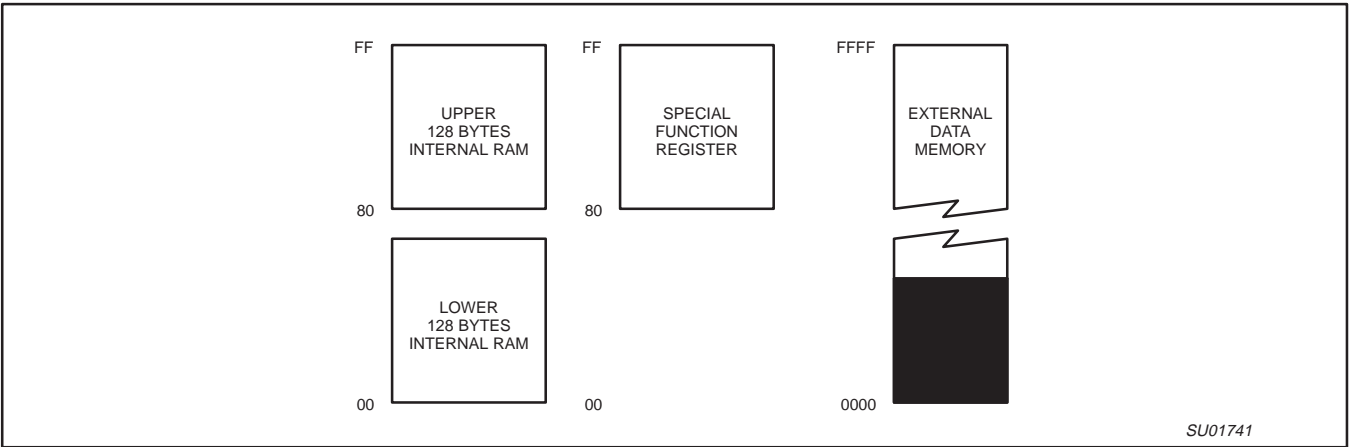 FF
FF
FFFF
UPPER
128 BYTES
INTERNAL RAM
SPECIAL
FUNCTION
REGISTER
EXTERNAL
DATA
MEMORY
80
80
LOWER
128 BYTES
INTERNAL RAM
00
00
0000
SU01741